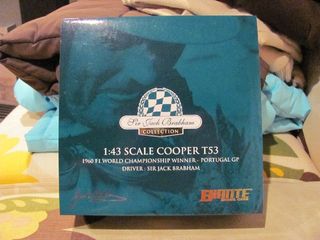 Sir Jack Brabham
COLLECTION
1:43 SCALE COOPER T53
1960 F1 WORLD CHAMPIONSHIP WINNER - PORTUGAL GP
DRIVER : SIR JACK BRABHAM
BIANTE